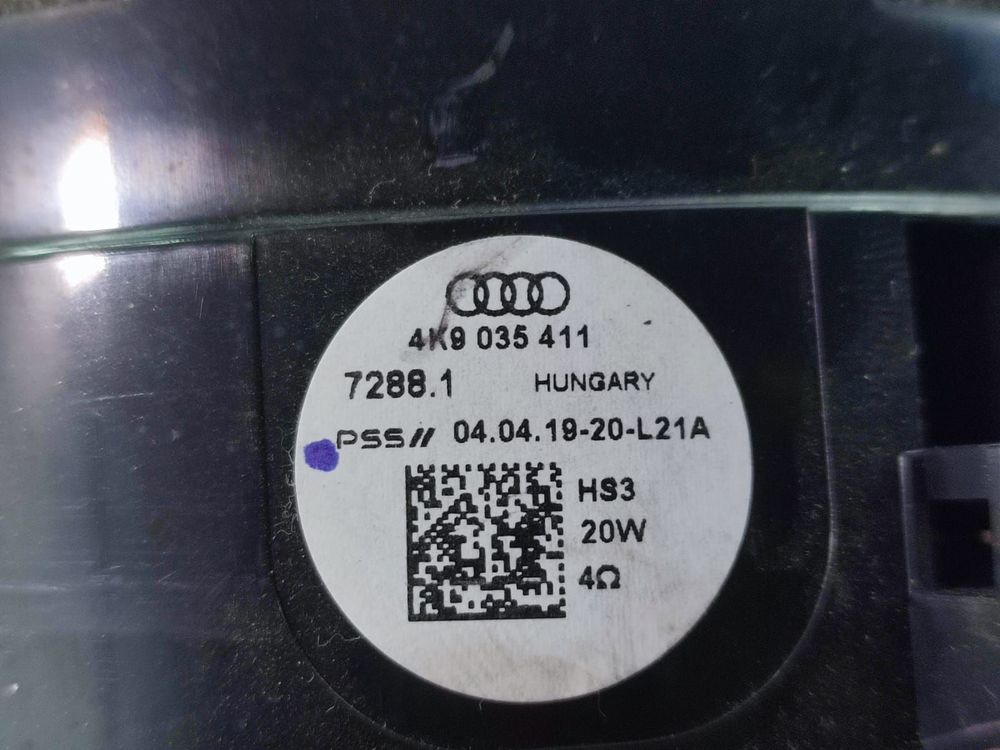 4K9 035 411
7288.1 HUNGARY
PSS// 04.04.19-20-L21A
HS3
20W
4Ω